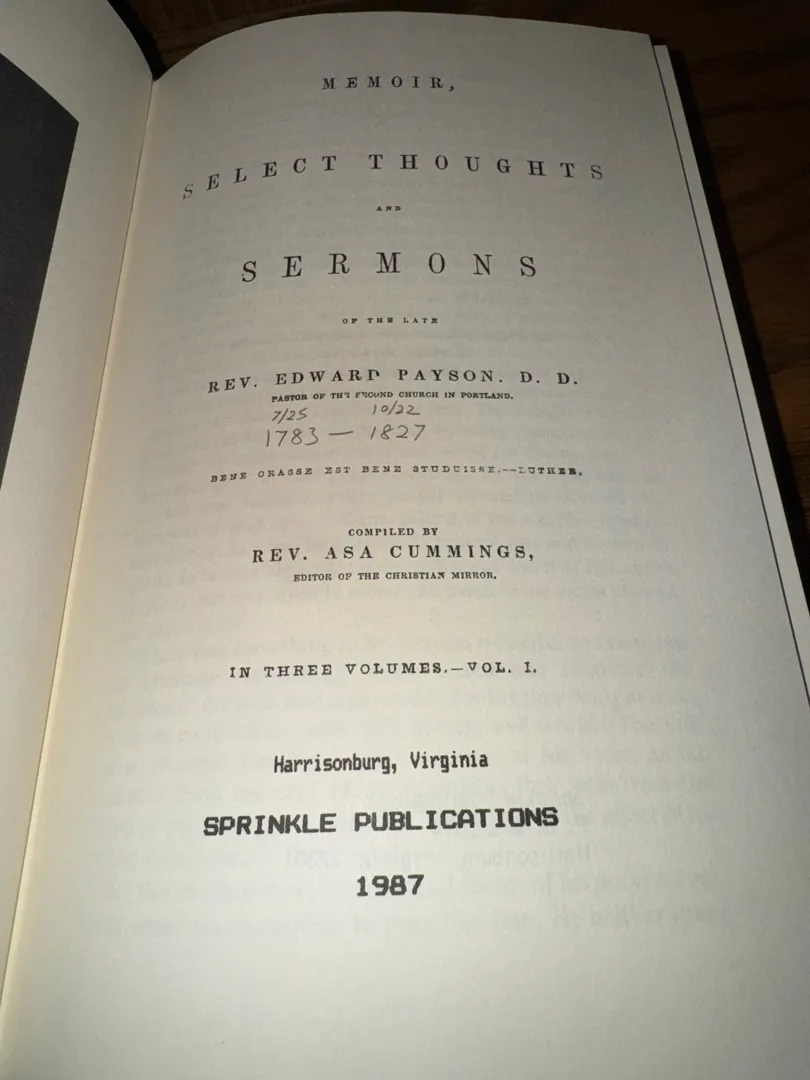 MEMOIR,
SELECT THOUGHTS
AND
SERMONS
OF THE LATE
REV. EDWARD PAYSON. D. D.
PASTOR OF THE SECOND CHURCH IN PORTLAND.
7/25 10/22
1783 — 1827
BENE ORASSE EST BENE STUDUISSE.—LUTHER.
COMPILED BY
REV. ASA CUMMINGS,
EDITOR OF THE CHRISTIAN MIRROR.
IN THREE VOLUMES.—VOL. I.
Harrisonburg, Virginia
SPRINKLE PUBLICATIONS
1987